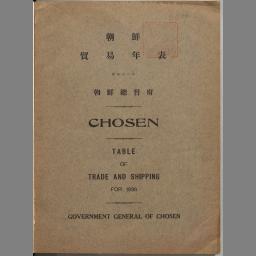 朝鮮
貿易年表
朝鮮總督府
CHOSEN
TABLE
OF
TRADE AND SHIPPING
FOR 1936
GOVERNMENT GENERAL OF CHOSEN